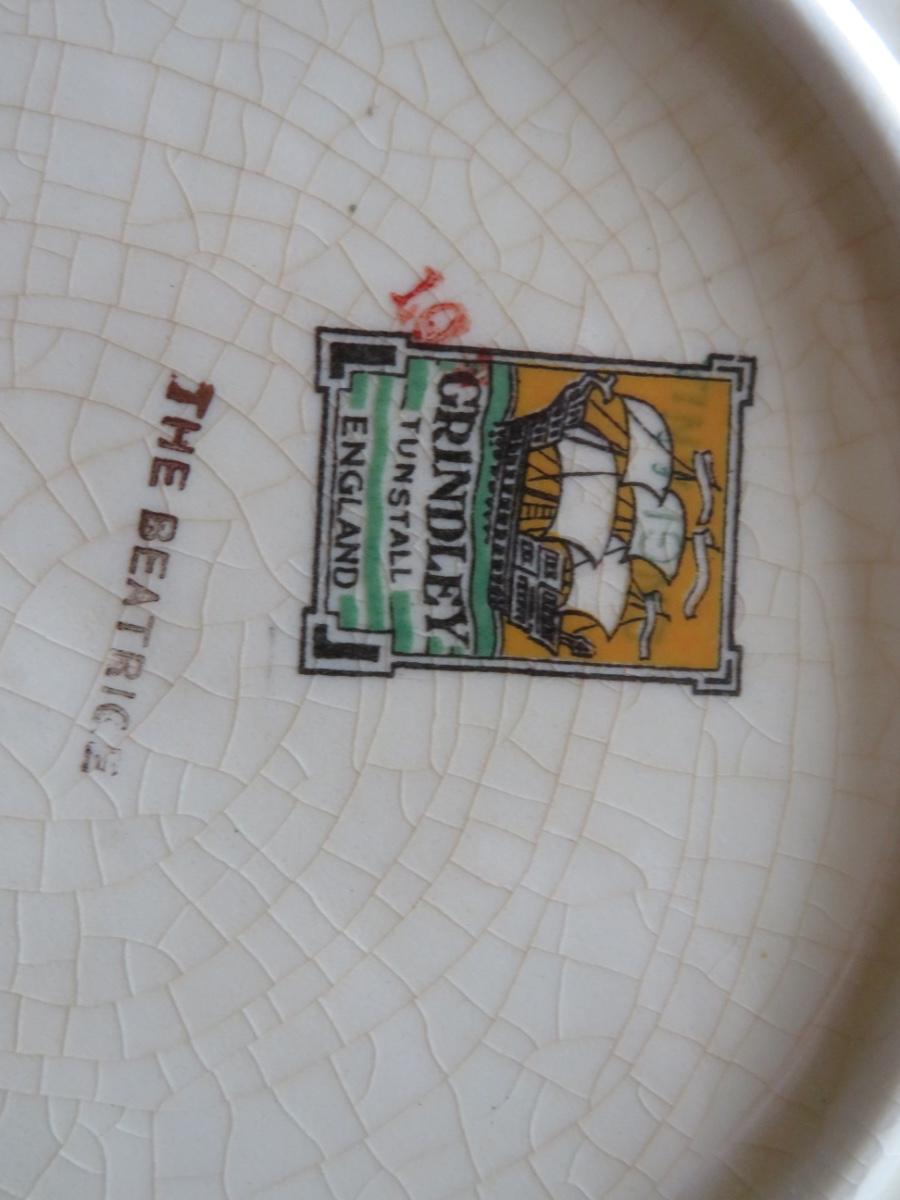 GRINDLEY
TUNSTALL
ENGLAND
THE BEATRICE